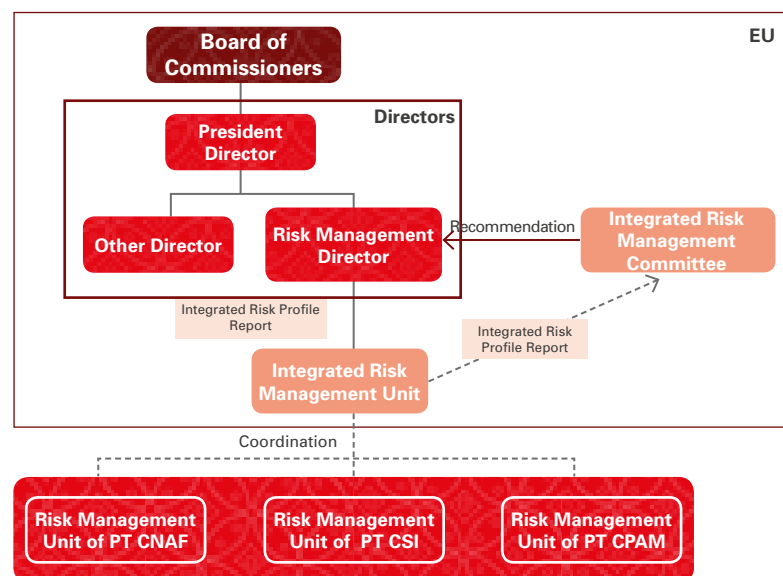 EU
Board of
Commissioners
Directors
President
Director
Other Director
Risk Management
Director
Recommendation
Integrated Risk
Management
Committee
Integrated Risk Profile
Report
Integrated Risk
Profile Report
Integrated Risk
Management Unit
Coordination
Risk Management
Unit of PT CNAF
Risk Management
Unit of PT CSI
Risk Management
Unit of PT CPAM